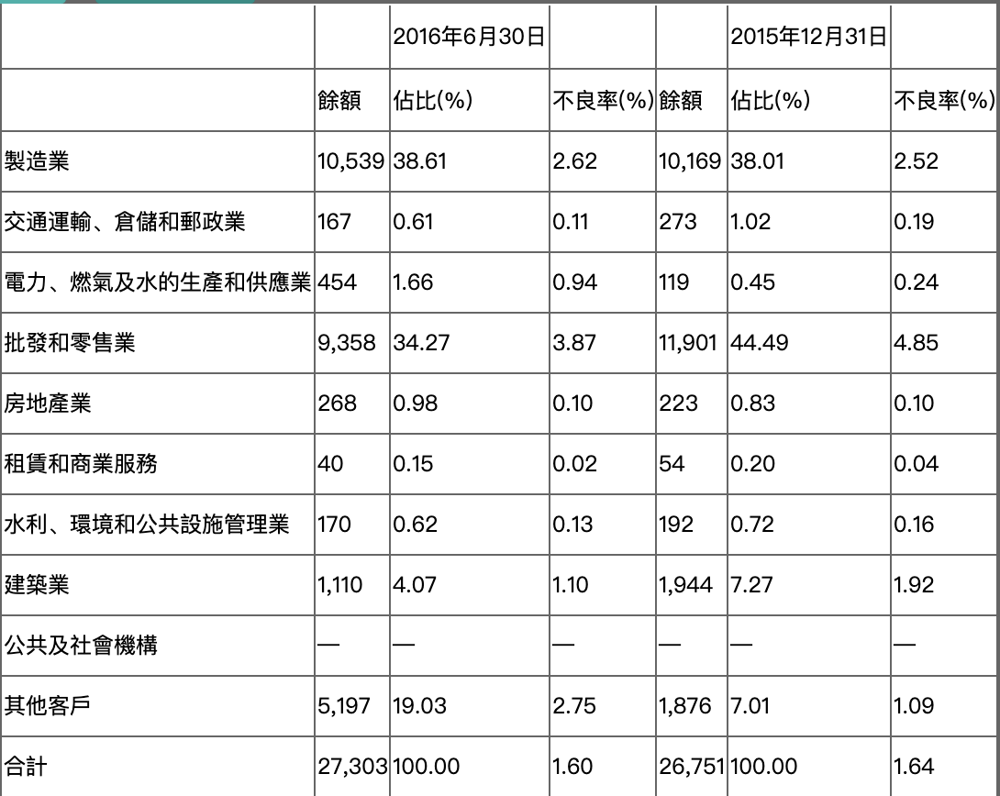 2016年6月30日 2015年12月31日
餘額 佔比(%) 不良率(%) 餘額 佔比(%) 不良率(%)
製造業 10,539 38.61 2.62 10,169 38.01 2.52
交通運輸、倉儲和郵政業 167 0.61 0.11 273 1.02 0.19
電力、燃氣及水的生產和供應業 454 1.66 0.94 119 0.45 0.24
批發和零售業 9,358 34.27 3.87 11,901 44.49 4.85
房地產業 268 0.98 0.10 223 0.83 0.10
租賃和商業服務 40 0.15 0.02 54 0.20 0.04
水利、環境和公共設施管理業 170 0.62 0.13 192 0.72 0.16
建築業 1,110 4.07 1.10 1,944 7.27 1.92
公共及社會機構 — — — — — —
其他客戶 5,197 19.03 2.75 1,876 7.01 1.09
合計 27,303 100.00 1.60 26,751 100.00 1.64